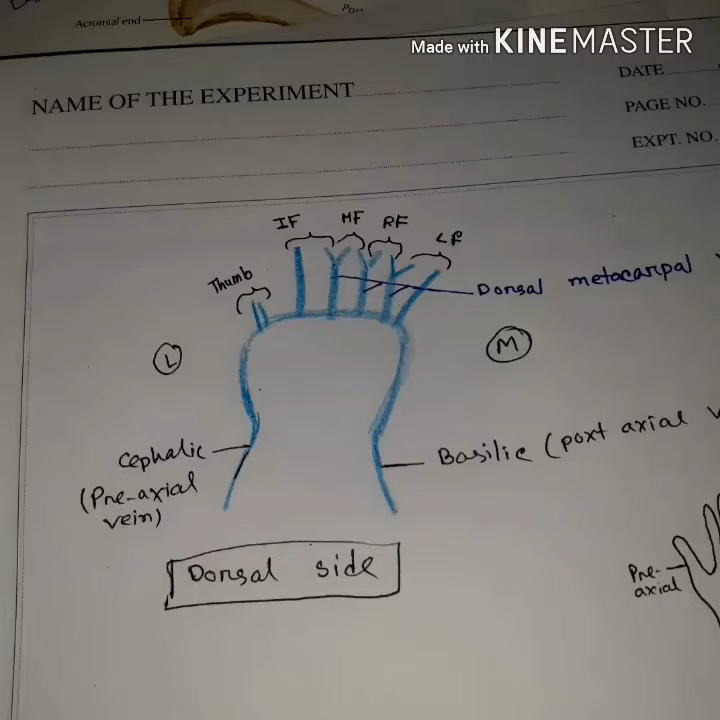 Acromial end
Made with KINEMASTER
NAME OF THE EXPERIMENT
DATE
PAGE NO.
EXPT. NO.
IF
MF
RF
LF
Thumb
Dorsal metacarpal
L
M
Cephalic
(Pre-axial
vein)
Basilic (post axial
Dorsal side
Pre-
axial